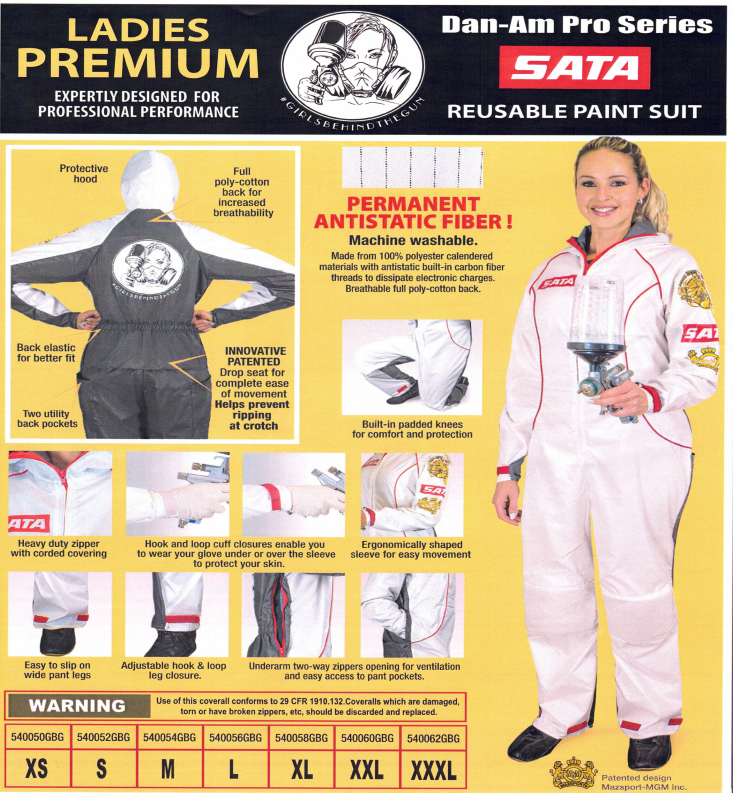 LADIES
PREMIUM
EXPERTLY DESIGNED FOR
PROFESSIONAL PERFORMANCE
#GIRLSBEHINDTHEGUN
Dan-Am Pro Series
SATA
REUSABLE PAINT SUIT
Protective
hood
Full
poly-cotton
back for
increased
breathability
#GIRLSBEHINDTHEGUN
Back elastic
for better fit
INNOVATIVE
PATENTED
Drop seat for
complete ease
of movement
Helps prevent
ripping
at crotch
Two utility
back pockets
PERMANENT
ANTISTATIC FIBER !
Machine washable.
Made from 100% polyester calendered
materials with antistatic built-in carbon fiber
threads to dissipate electronic charges.
Breathable full poly-cotton back.
SATA
SAT
Built-in padded knees
for comfort and protection
ATA
SAT
Heavy duty zipper
with corded covering
Hook and loop cuff closures enable you
to wear your glove under or over the sleeve
to protect your skin.
Ergonomically shaped
sleeve for easy movement
Easy to slip on
wide pant legs
Adjustable hook & loop
leg closure.
Underarm two-way zippers opening for ventilation
and easy access to pant pockets.
WARNING
Use of this coverall conforms to 29 CFR 1910.132.Coveralls which are damaged,
torn or have broken zippers, etc, should be discarded and replaced.
540050GBG 540052GBG 540054GBG 540056GBG 540058GBG 540060GBG 540062GBG
XS S M L XL XXL XXXL
Patented design
Mazsport-MGM Inc.